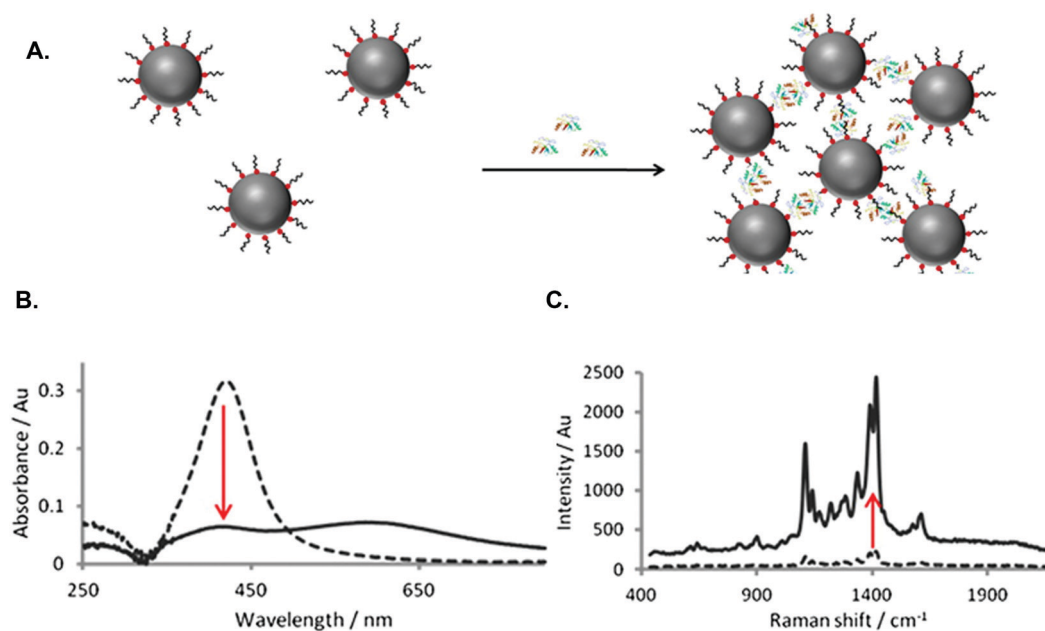 A.
B.
C.
Absorbance / Au
0.3
0.2
0.1
0
250
450
650
Wavelength / nm
Intensity / Au
2500
2000
1500
1000
500
0
400
900
1400
1900
Raman shift / cm⁻¹